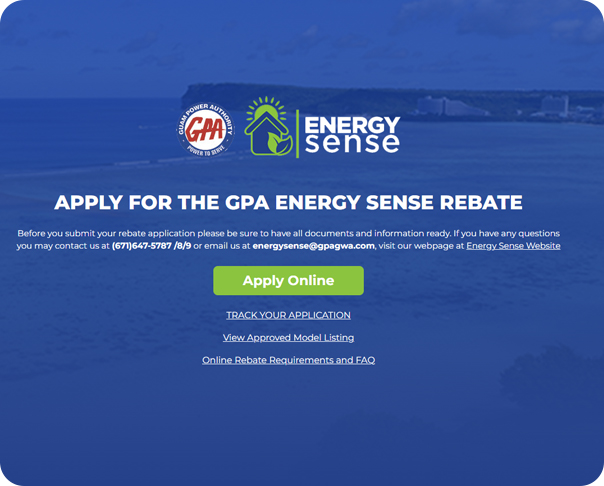 GUAM POWER AUTHORITY
GPA
POWER TO SERVE
ENERGY
sense
APPLY FOR THE GPA ENERGY SENSE REBATE
Before you submit your rebate application please be sure to have all documents and information ready. If you have any questions
you may contact us at (671)647-5787 /8/9 or email us at energysense@gpagwa.com, visit our webpage at Energy Sense Website
Apply Online
TRACK YOUR APPLICATION
View Approved Model Listing
Online Rebate Requirements and FAQ